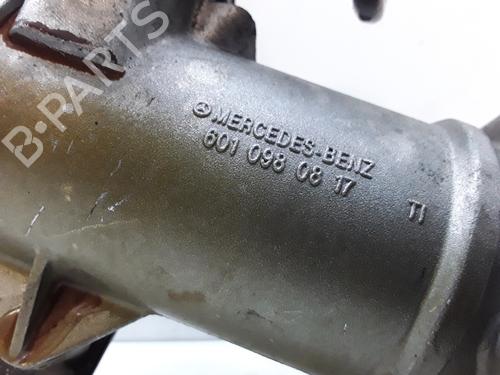 MERCEDES-BENZ
601 098 08 17
TI
B-PARTS